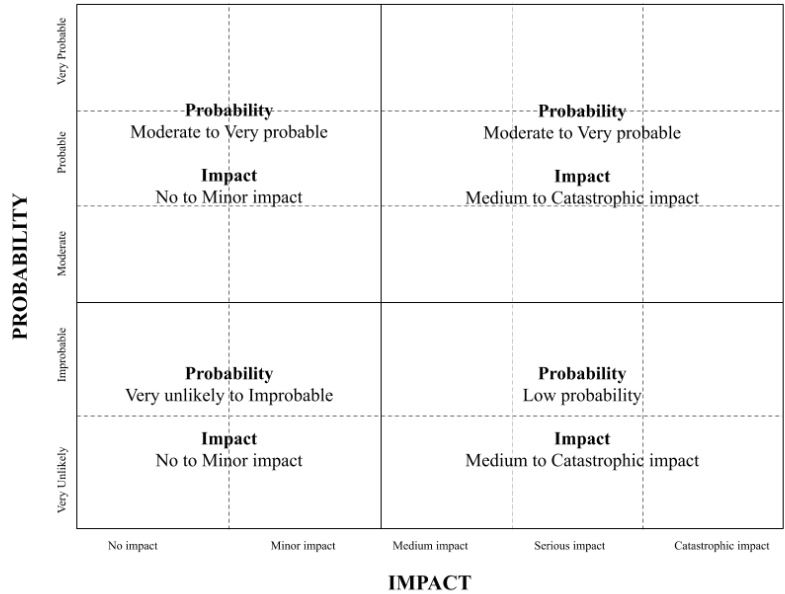 Very Probable
Probable
Moderate
Improbable
Very Unlikely
PROBABILITY
Probability
Moderate to Very probable
Impact
No to Minor impact
Probability
Moderate to Very probable
Impact
Medium to Catastrophic impact
Probability
Very unlikely to Improbable
Impact
No to Minor impact
Probability
Low probability
Impact
Medium to Catastrophic impact
No impact
Minor impact
Medium impact
Serious impact
Catastrophic impact
IMPACT